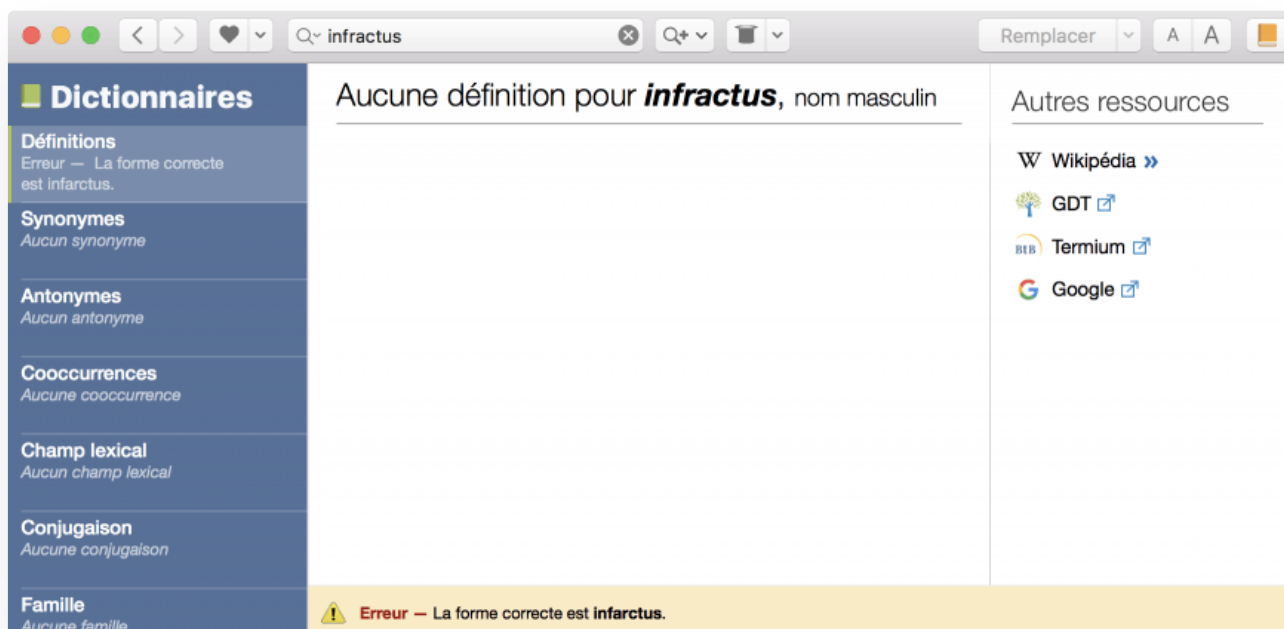 infractus
Remplacer
A A
Dictionnaires
Définitions
Erreur — La forme correcte
est infarctus.
Synonymes
Aucun synonyme
Antonymes
Aucun antonyme
Cooccurrences
Aucune cooccurrence
Champ lexical
Aucun champ lexical
Conjugaison
Aucune conjugaison
Famille
Aucune famille
Aucune définition pour infractus, nom masculin
Autres ressources
W Wikipédia »
GDT
BtB Termium
G Google
Erreur — La forme correcte est infarctus.